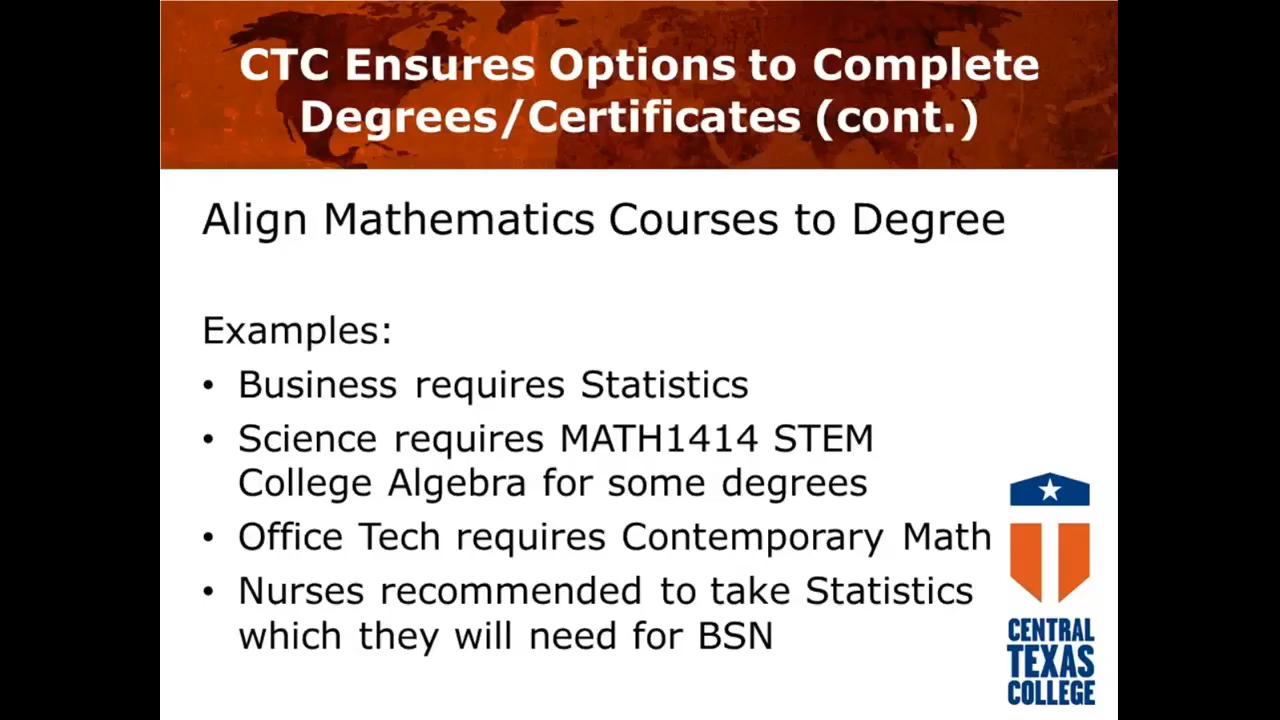 CTC Ensures Options to Complete
Degrees/Certificates (cont.)
Align Mathematics Courses to Degree
Examples:
• Business requires Statistics
• Science requires MATH1414 STEM
College Algebra for some degrees
• Office Tech requires Contemporary Math
• Nurses recommended to take Statistics
which they will need for BSN
CENTRAL
TEXAS
COLLEGE